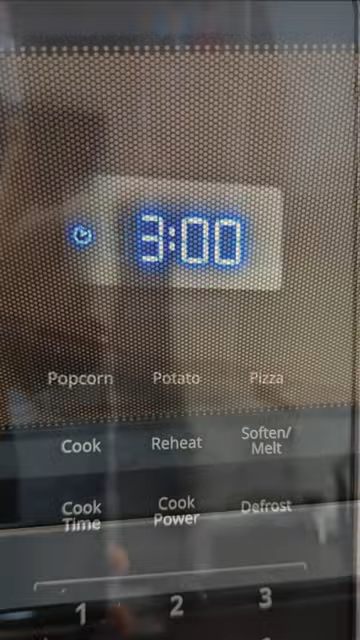 3:00
Popcorn Potato Pizza
Cook Reheat Soften/
Melt
Cook Cook Defrost
Time Power
1 2 3